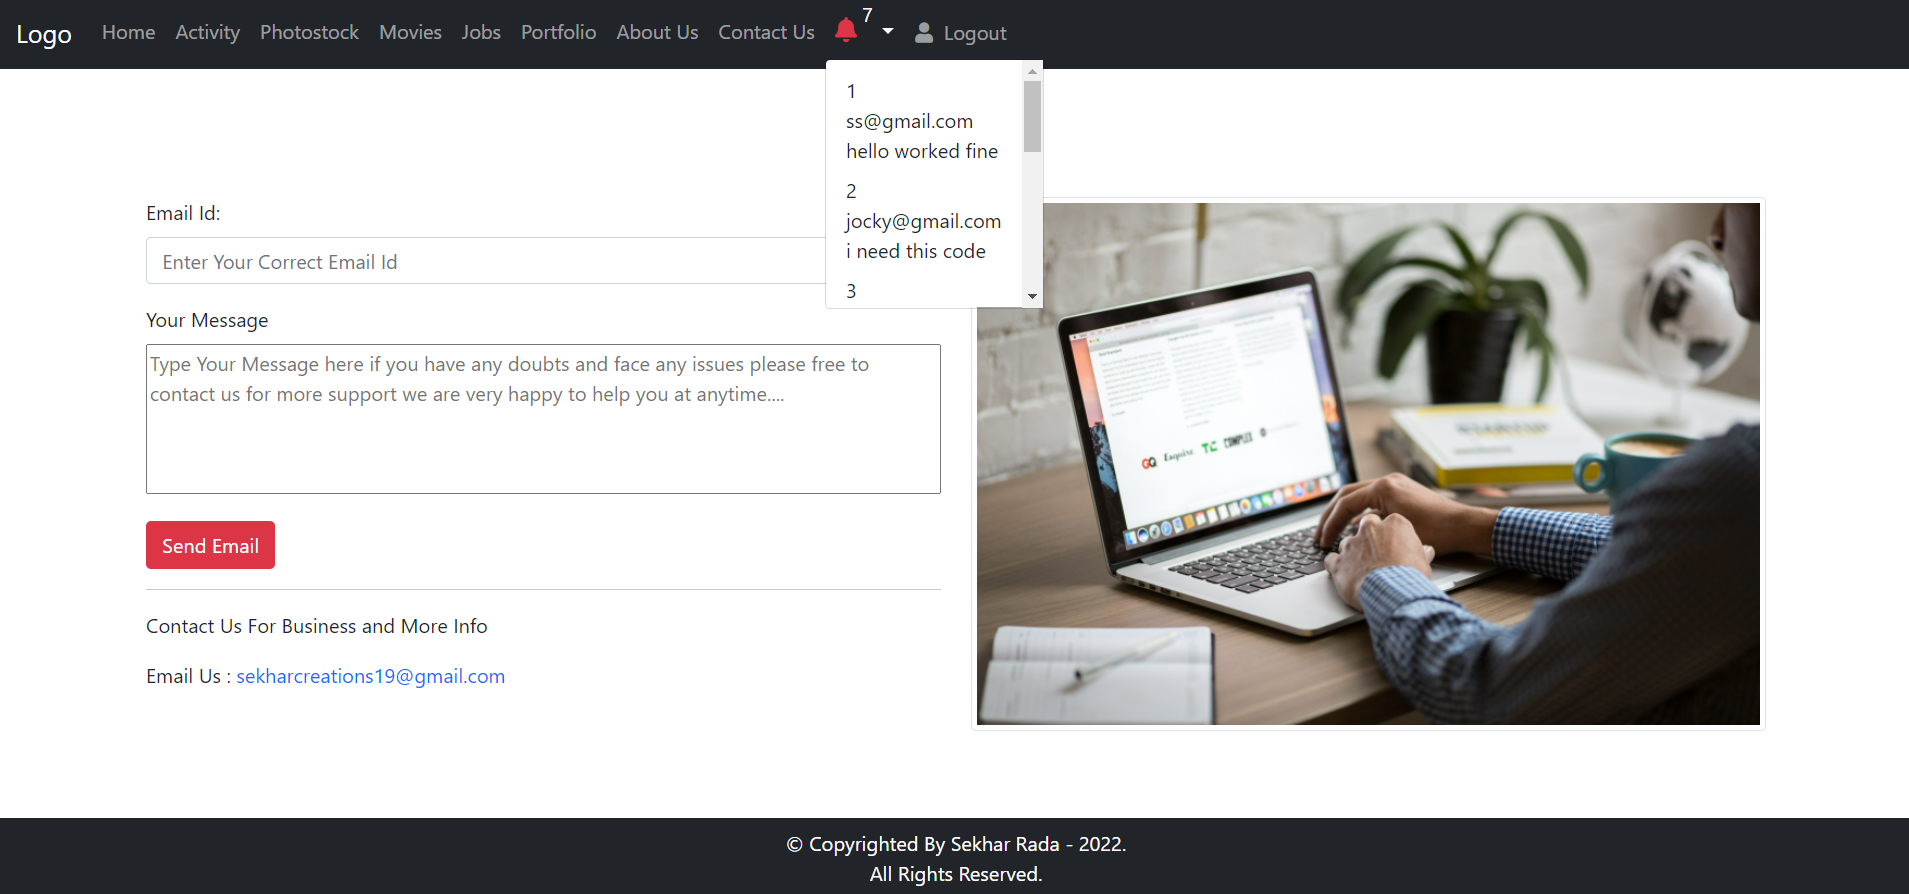 Logo Home Activity Photostock Movies Jobs Portfolio About Us Contact Us 7 Logout
1
ss@gmail.com
hello worked fine
2
jocky@gmail.com
i need this code
3
Email Id:
Enter Your Correct Email Id
Your Message
Type Your Message here if you have any doubts and face any issues please free to
contact us for more support we are very happy to help you at anytime....
Send Email
Contact Us For Business and More Info
Email Us : sekharcreations19@gmail.com
GQ Esquire TC COMPLEX
© Copyrighted By Sekhar Rada - 2022.
All Rights Reserved.